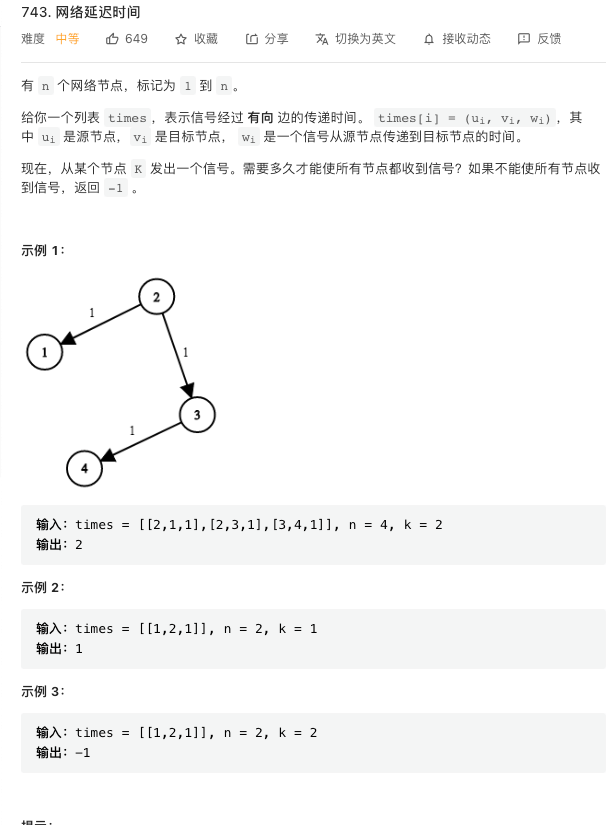 743. 网络延迟时间
难度 中等 649 收藏 分享 切换为英文 接收动态 反馈
有 n 个网络节点，标记为 1 到 n 。
给你一个列表 times ，表示信号经过 有向 边的传递时间。 times[i] = (ui, vi, wi) ，其
中 ui 是源节点， vi 是目标节点， wi 是一个信号从源节点传递到目标节点的时间。
现在，从某个节点 K 发出一个信号。需要多久才能使所有节点都收到信号？如果不能使所有节点收
到信号，返回 -1 。
示例 1：
2
1
1
1
3
1
4
输入：times = [[2,1,1],[2,3,1],[3,4,1]], n = 4, k = 2
输出：2
示例 2：
输入：times = [[1,2,1]], n = 2, k = 1
输出：1
示例 3：
输入：times = [[1,2,1]], n = 2, k = 2
输出：-1